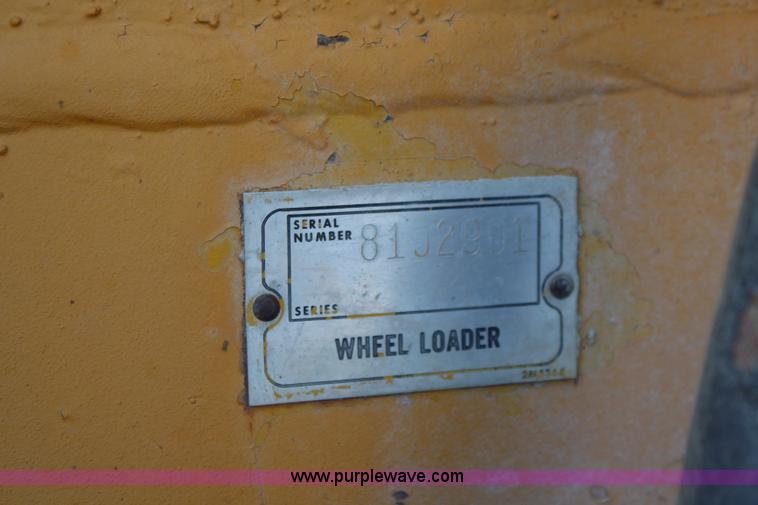 SERIAL
NUMBER 81J2901
SERIES
WHEEL LOADER
www.purplewave.com